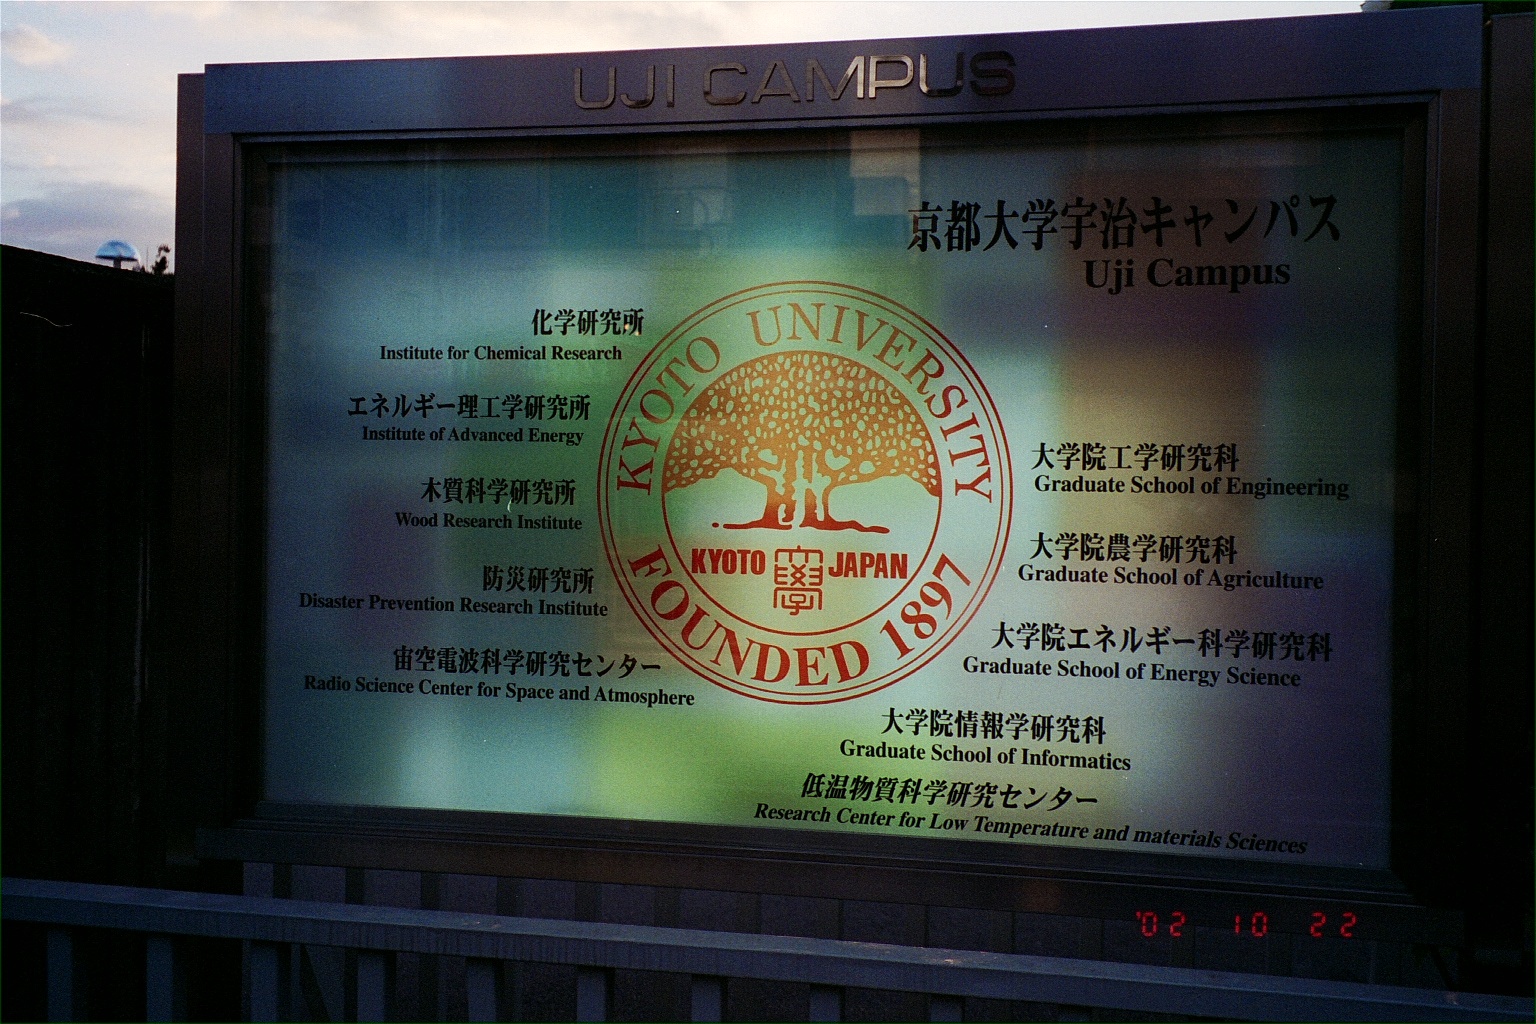 UJI CAMPUS
京都大学宇治キャンパス
Uji Campus
化学研究所
Institute for Chemical Research
エネルギー理工学研究所
Institute of Advanced Energy
木質科学研究所
Wood Research Institute
防災研究所
Disaster Prevention Research Institute
宙空電波科学研究センター
Radio Science Center for Space and Atmosphere
KYOTO UNIVERSITY
KYOTO 學 JAPAN
FOUNDED 1897
大学院工学研究科
Graduate School of Engineering
大学院農学研究科
Graduate School of Agriculture
大学院エネルギー科学研究科
Graduate School of Energy Science
大学院情報学研究科
Graduate School of Informatics
低温物質科学研究センター
Research Center for Low Temperature and materials Sciences
'02 10 22